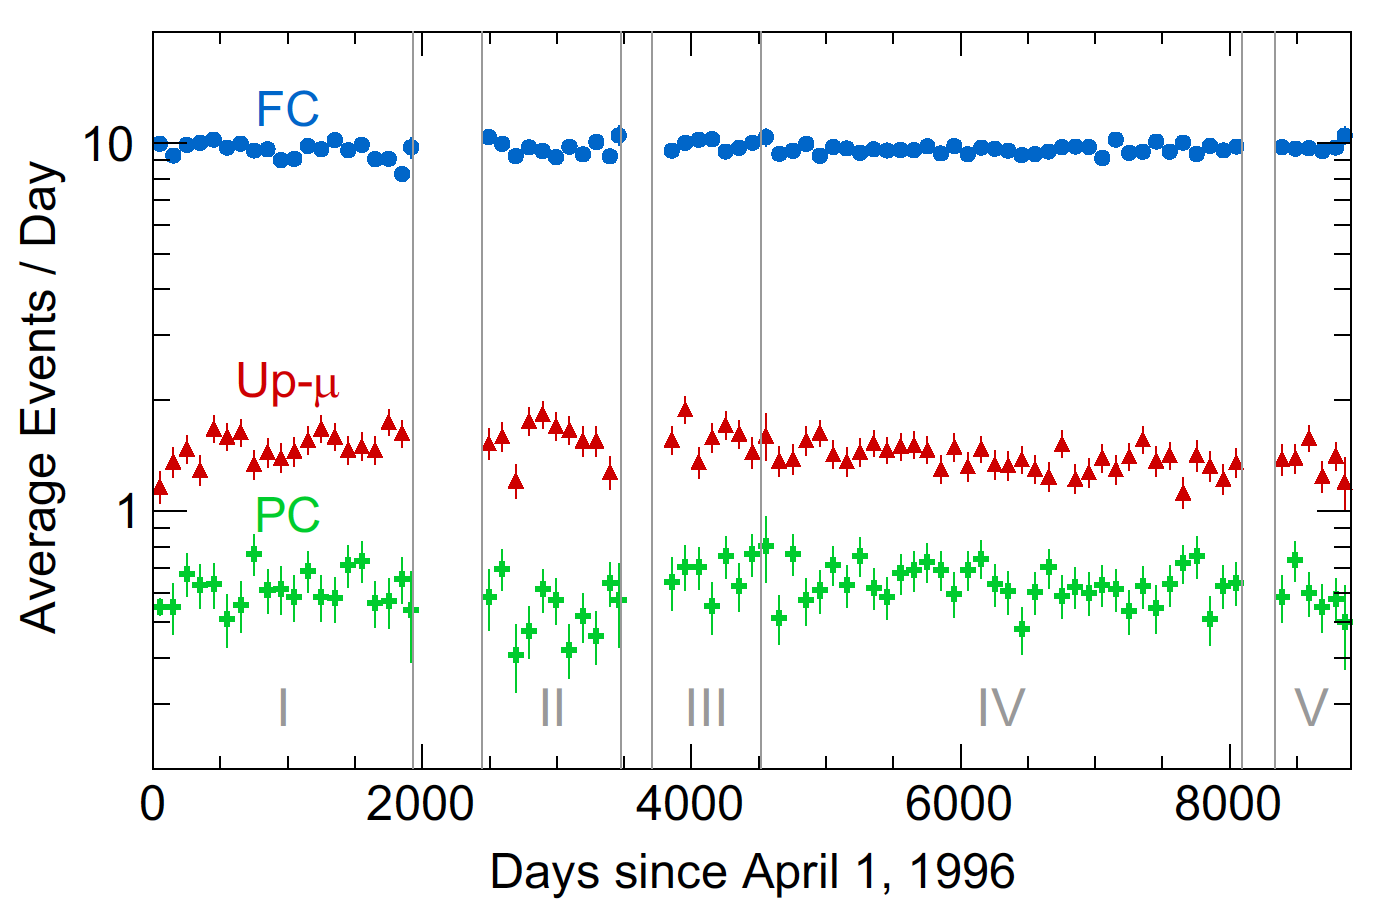 FC
10
Up-μ
1
PC
Average Events / Day
I II III IV V
0 2000 4000 6000 8000
Days since April 1, 1996